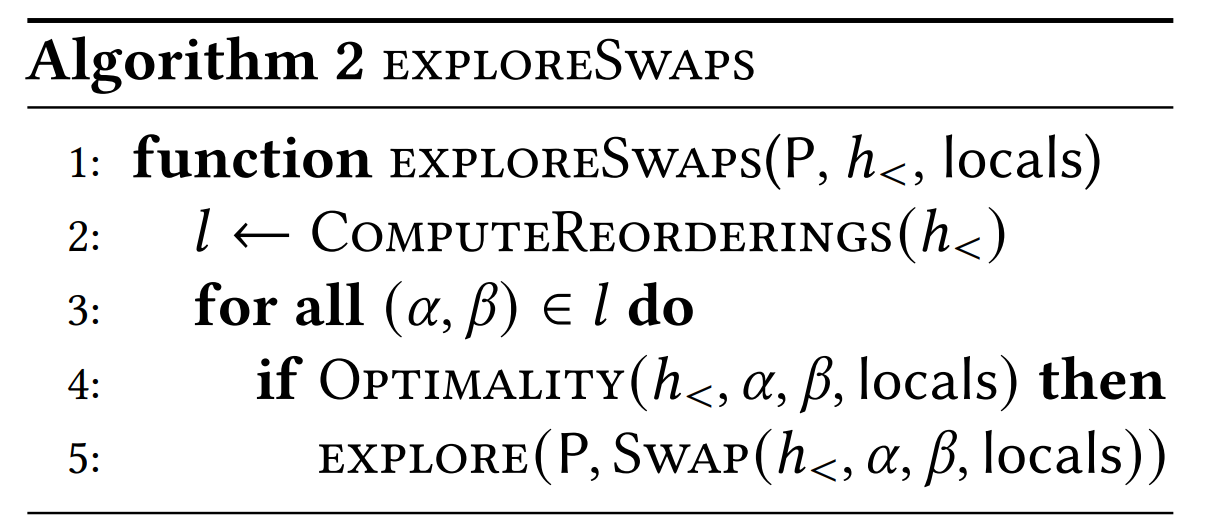 Algorithm 2 EXPLORESWAPS
1: function EXPLORESWAPS(P, h<, locals)
2: l ← COMPUTEREORDERINGS(h<)
3: for all (α, β) ∈ l do
4: if OPTIMALITY(h<, α, β, locals) then
5: EXPLORE(P, SWAP(h<, α, β, locals))